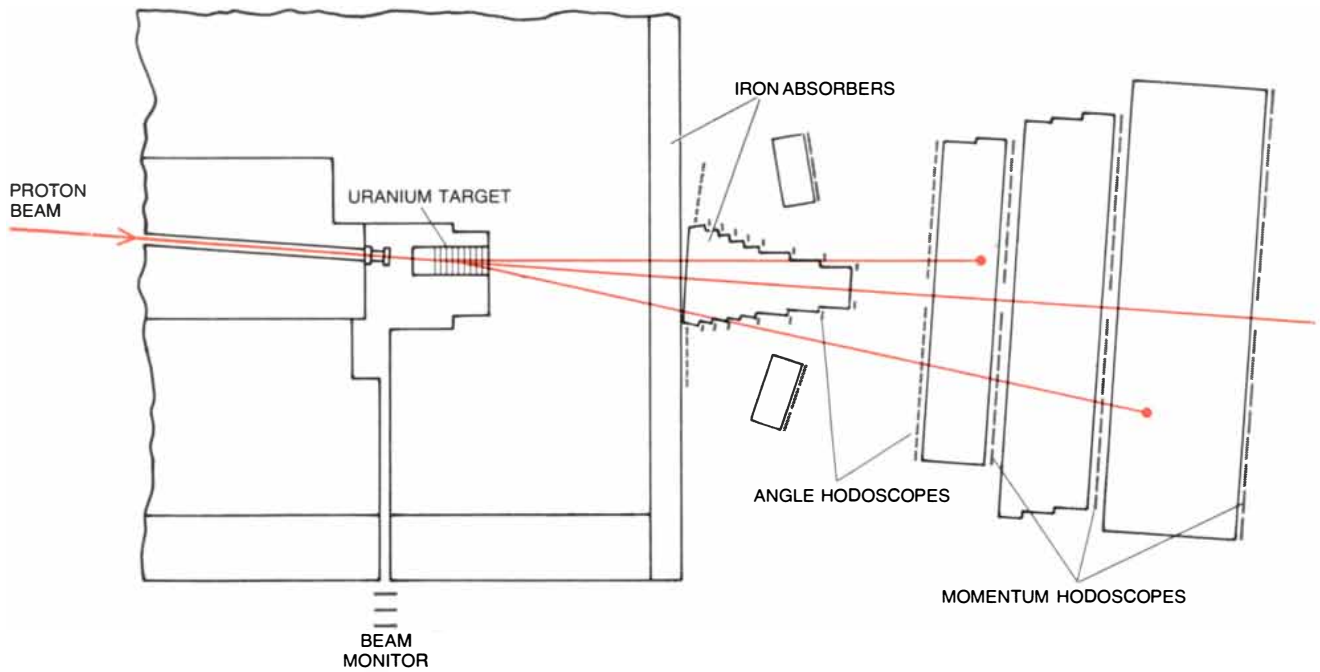 IRON ABSORBERS
PROTON
BEAM
URANIUM TARGET
ANGLE HODOSCOPES
MOMENTUM HODOSCOPES
BEAM
MONITOR